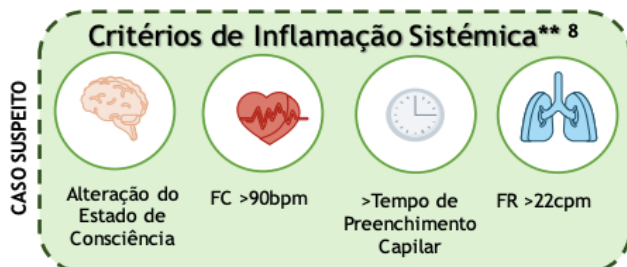 Critérios de Inflamação Sistémica** 8
CASO SUSPEITO
Alteração do
Estado de
Consciência
FC >90bpm
>Tempo de
Preenchimento
Capilar
FR >22cpm